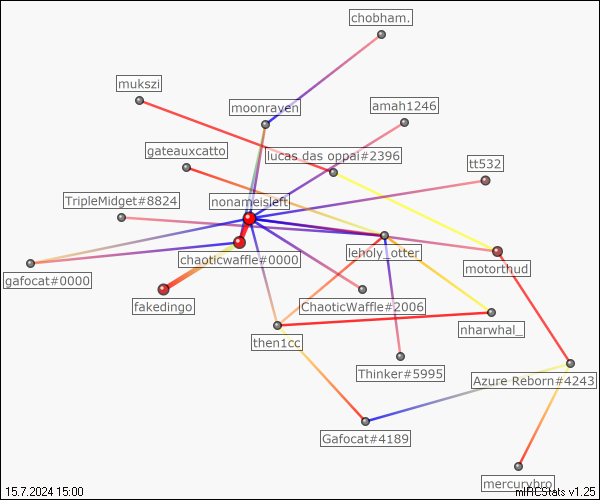 chobham.
mukszi
moonrayen
amah1246
gateauxcatto
lucas das oppai#2396
tt532
TripleMidget#8824
nonameisleft
leholy_otter
chaoticwaffle#0000
motorthud
gafocat#0000
fakedingo
ChaoticWaffle#2006
nharwhal_
then1cc
Thinker#5995
Azure Reborn#4243
Gafocat#4189
mercurybro
15.7.2024 15:00
mIRCStats v1.25